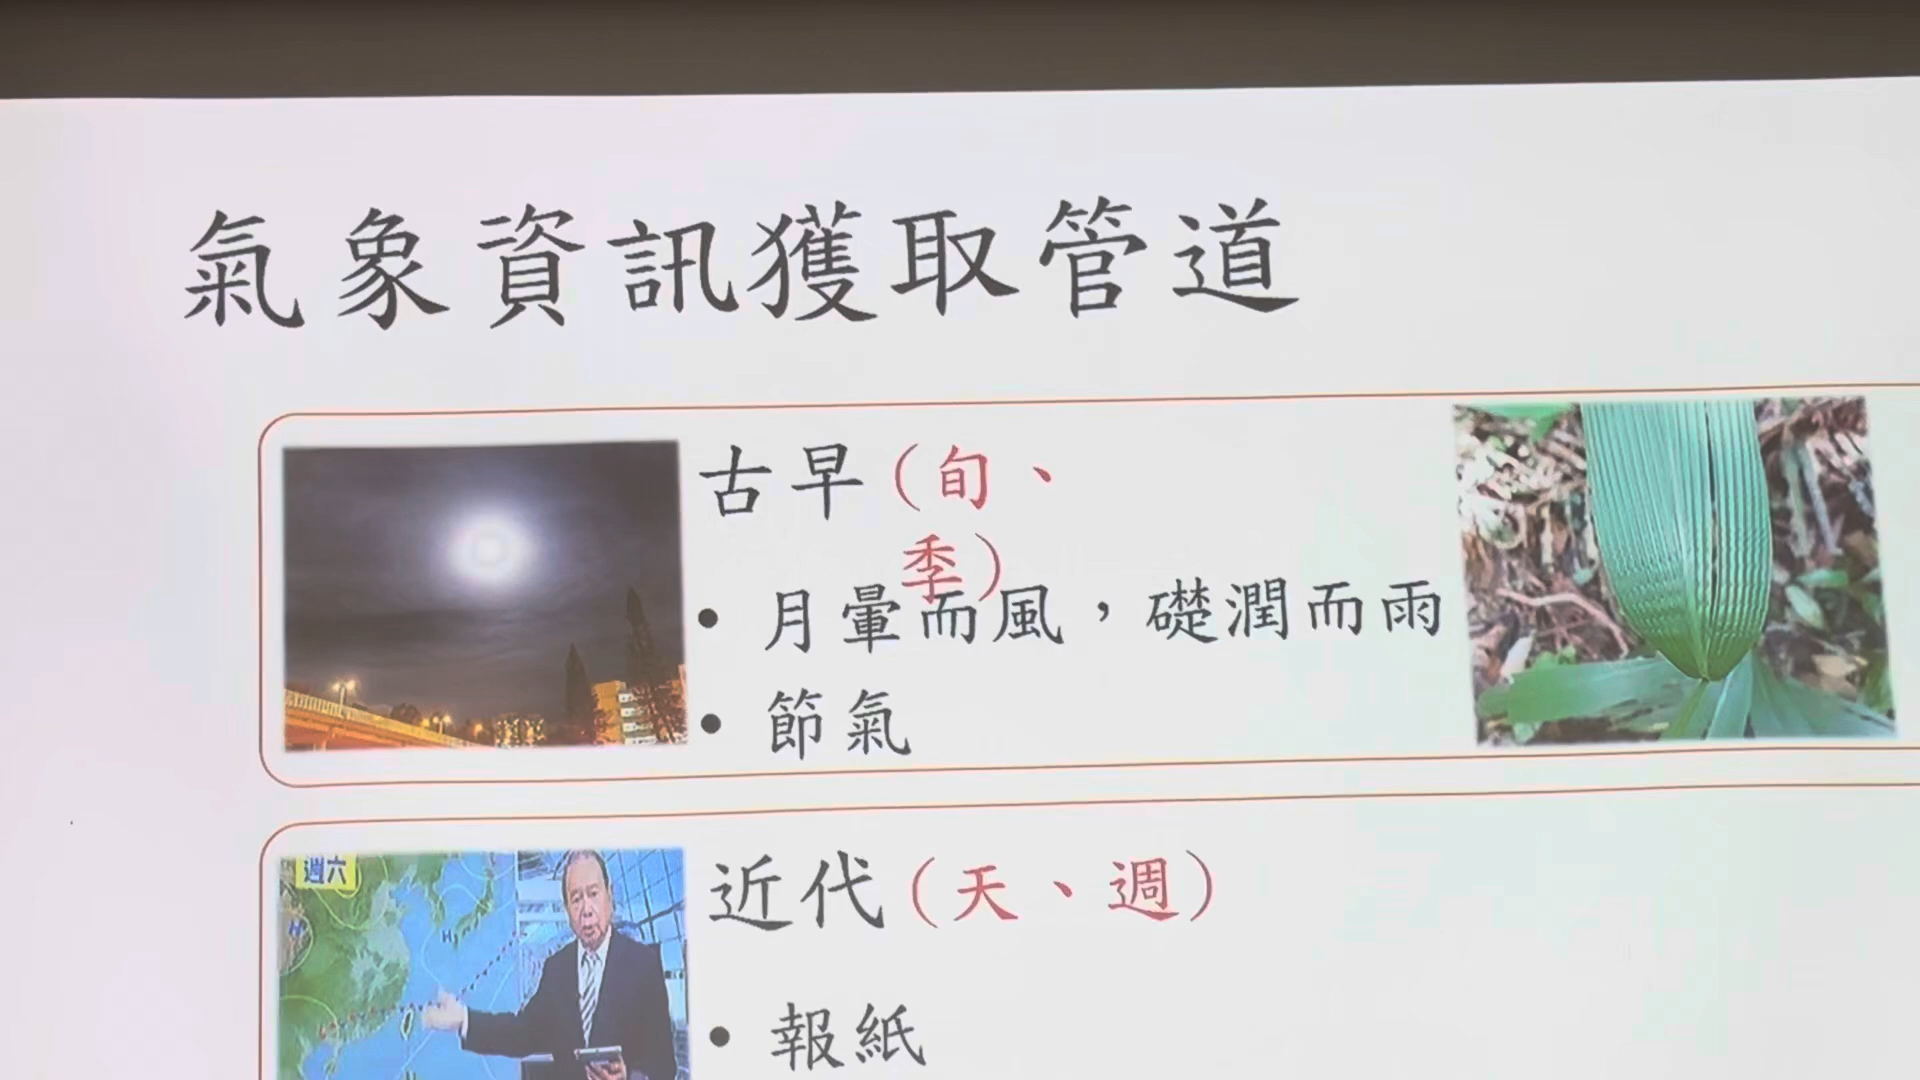 氣象資訊獲取管道
古早(旬、
季)
• 月暈而風，礎潤而雨
• 節氣
週六
近代(天、週)
• 報紙